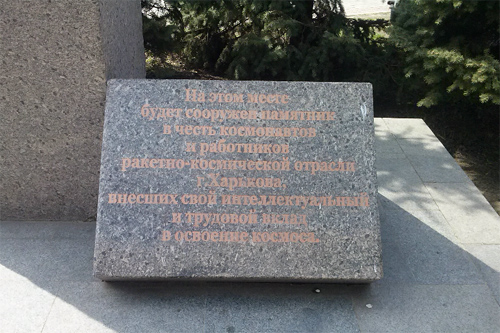 На этом месте
будет сооружен памятник
в честь космонавтов
и работников
ракетно-космической отрасли
г.Харькова,
внесших свой интеллектуальный
и трудовой вклад
в освоение космоса.